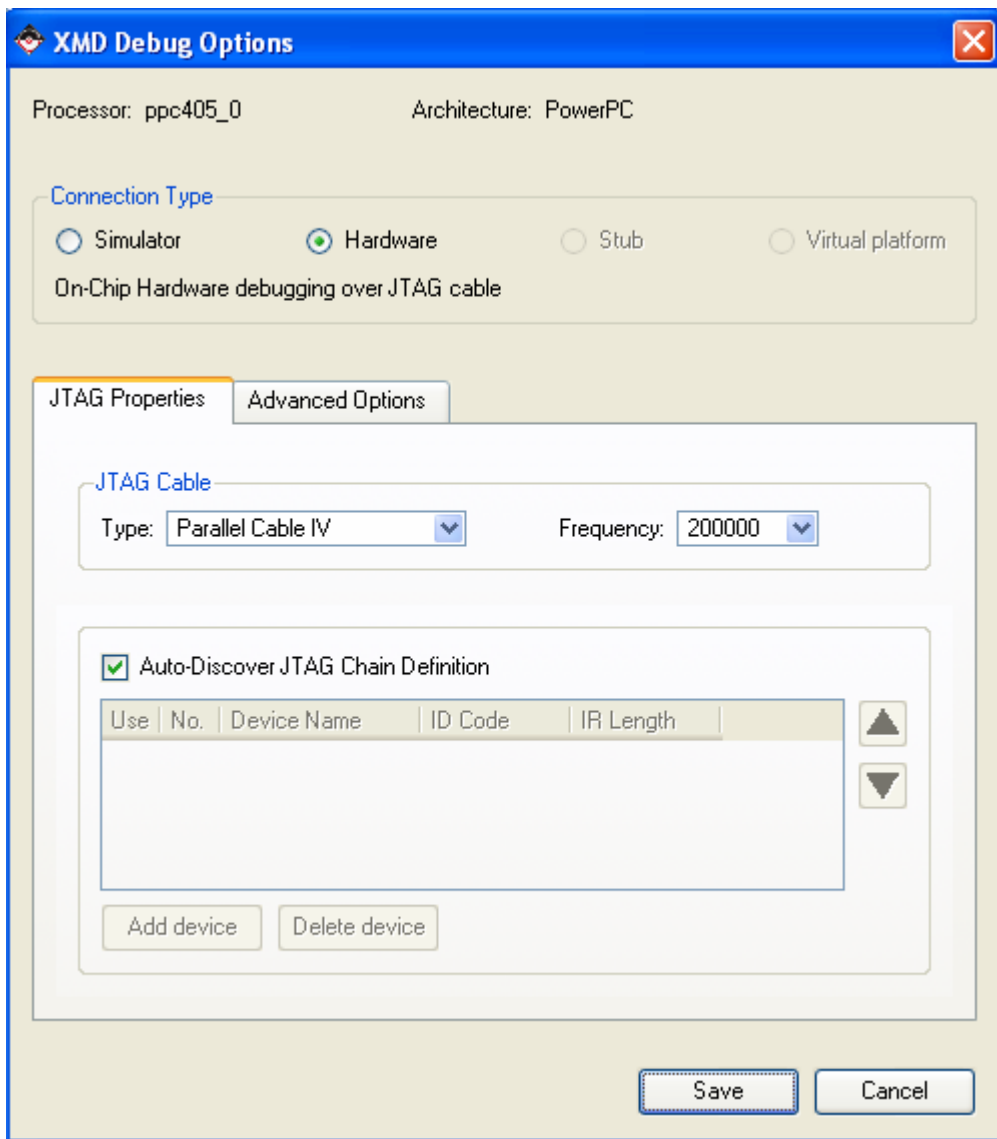 XMD Debug Options
Processor: ppc405_0 Architecture: PowerPC
Connection Type
Simulator Hardware Stub Virtual platform
On-Chip Hardware debugging over JTAG cable
JTAG Properties Advanced Options
JTAG Cable
Type: Parallel Cable IV Frequency: 200000
Auto-Discover JTAG Chain Definition
Use No. Device Name ID Code IR Length
Add device Delete device
Save Cancel